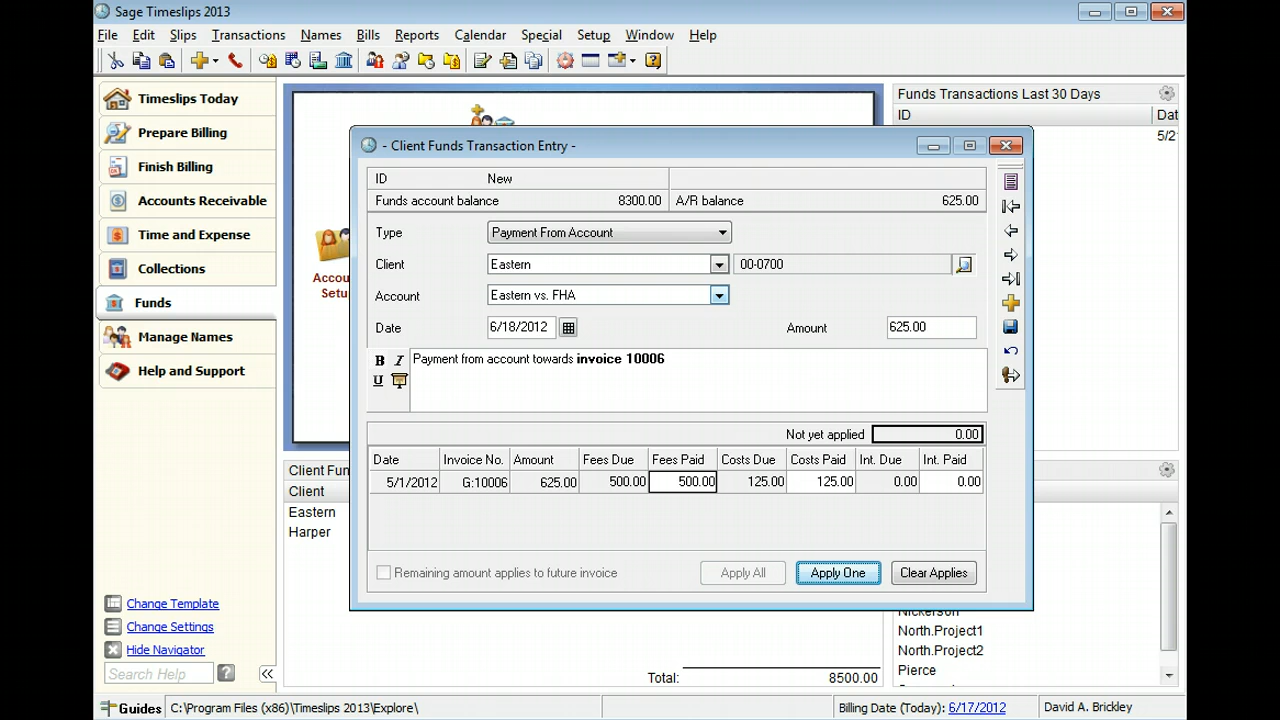 Sage Timeslips 2013
File Edit Slips Transactions Names Bills Reports Calendar Special Setup Window Help
Timeslips Today
Prepare Billing
Finish Billing
Accounts Receivable
Time and Expense
Collections
Funds
Manage Names
Help and Support
Change Template
Change Settings
Hide Navigator
Search Help
Accou
Setu
Funds Transactions Last 30 Days
ID Dat
5/2
- Client Funds Transaction Entry -
ID New
Funds account balance 8300.00 A/R balance 625.00
Type Payment From Account
Client Eastern 00-0700
Account Eastern vs. FHA
Date 6/18/2012 Amount 625.00
B I U
Payment from account towards invoice 10006
Not yet applied 0.00
Date Invoice No. Amount Fees Due Fees Paid Costs Due Costs Paid Int. Due Int. Paid
5/1/2012 G:10006 625.00 500.00 500.00 125.00 125.00 0.00 0.00
Remaining amount applies to future invoice Apply All Apply One Clear Applies
Client Fun
Client
Eastern
Harper
Total: 8500.00
Nickerson
North.Project1
North.Project2
Pierce
Guides C:\Program Files (x86)\Timeslips 2013\Explore\ Billing Date (Today): 6/17/2012 David A. Brickley